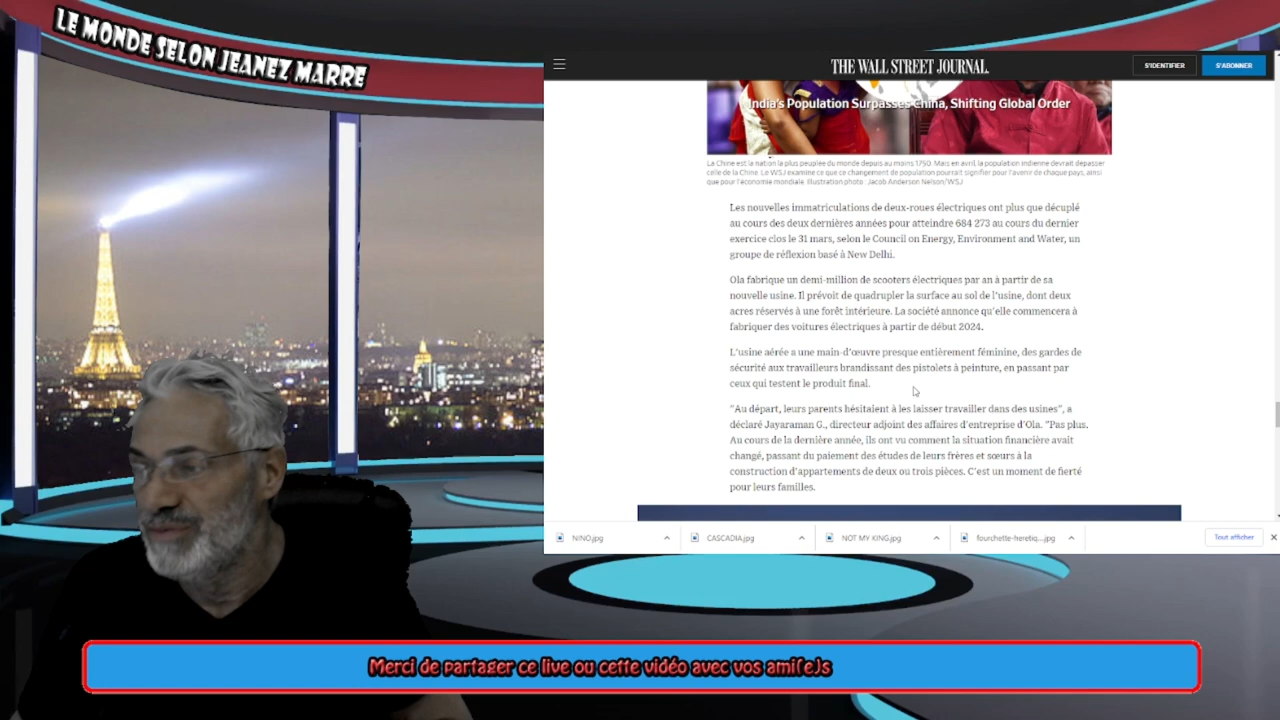 LE MONDE SELON JEANEZ MARRE
THE WALL STREET JOURNAL.
S'IDENTIFIER
S'ABONNER
India's Population Surpasses China, Shifting Global Order
La Chine est la nation la plus peuplée du monde depuis au moins 1750. Mais en avril, la population indienne devrait dépasser
celle de la Chine. Le WSJ examine ce que ce changement de population pourrait signifier pour l'avenir de chaque pays, ainsi
que pour l'économie mondiale. Illustration photo : Jacob Anderson Nelson/WSJ
Les nouvelles immatriculations de deux-roues électriques ont plus que décuplé
au cours des deux dernières années pour atteindre 684 273 au cours du dernier
exercice clos le 31 mars, selon le Council on Energy, Environment and Water, un
groupe de réflexion basé à New Delhi.
Ola fabrique un demi-million de scooters électriques par an à partir de sa
nouvelle usine. Il prévoit de quadrupler la surface au sol de l'usine, dont deux
acres réservés à une forêt intérieure. La société annonce qu'elle commencera à
fabriquer des voitures électriques à partir de début 2024.
L'usine aérée a une main-d'œuvre presque entièrement féminine, des gardes de
sécurité aux travailleurs brandissant des pistolets à peinture, en passant par
ceux qui testent le produit final.
"Au départ, leurs parents hésitaient à les laisser travailler dans des usines", a
déclaré Jayaraman G., directeur adjoint des affaires d'entreprise d'Ola. "Pas plus.
Au cours de la dernière année, ils ont vu comment la situation financière avait
changé, passant du paiement des études de leurs frères et sœurs à la
construction d'appartements de deux ou trois pièces. C'est un moment de fierté
pour leurs familles.
NINO.jpg
CASCADIA.jpg
NOT MY KING.jpg
fourchette-heretiq....jpg
Tout afficher
Merci de partager ce live ou cette vidéo avec vos ami(e)s